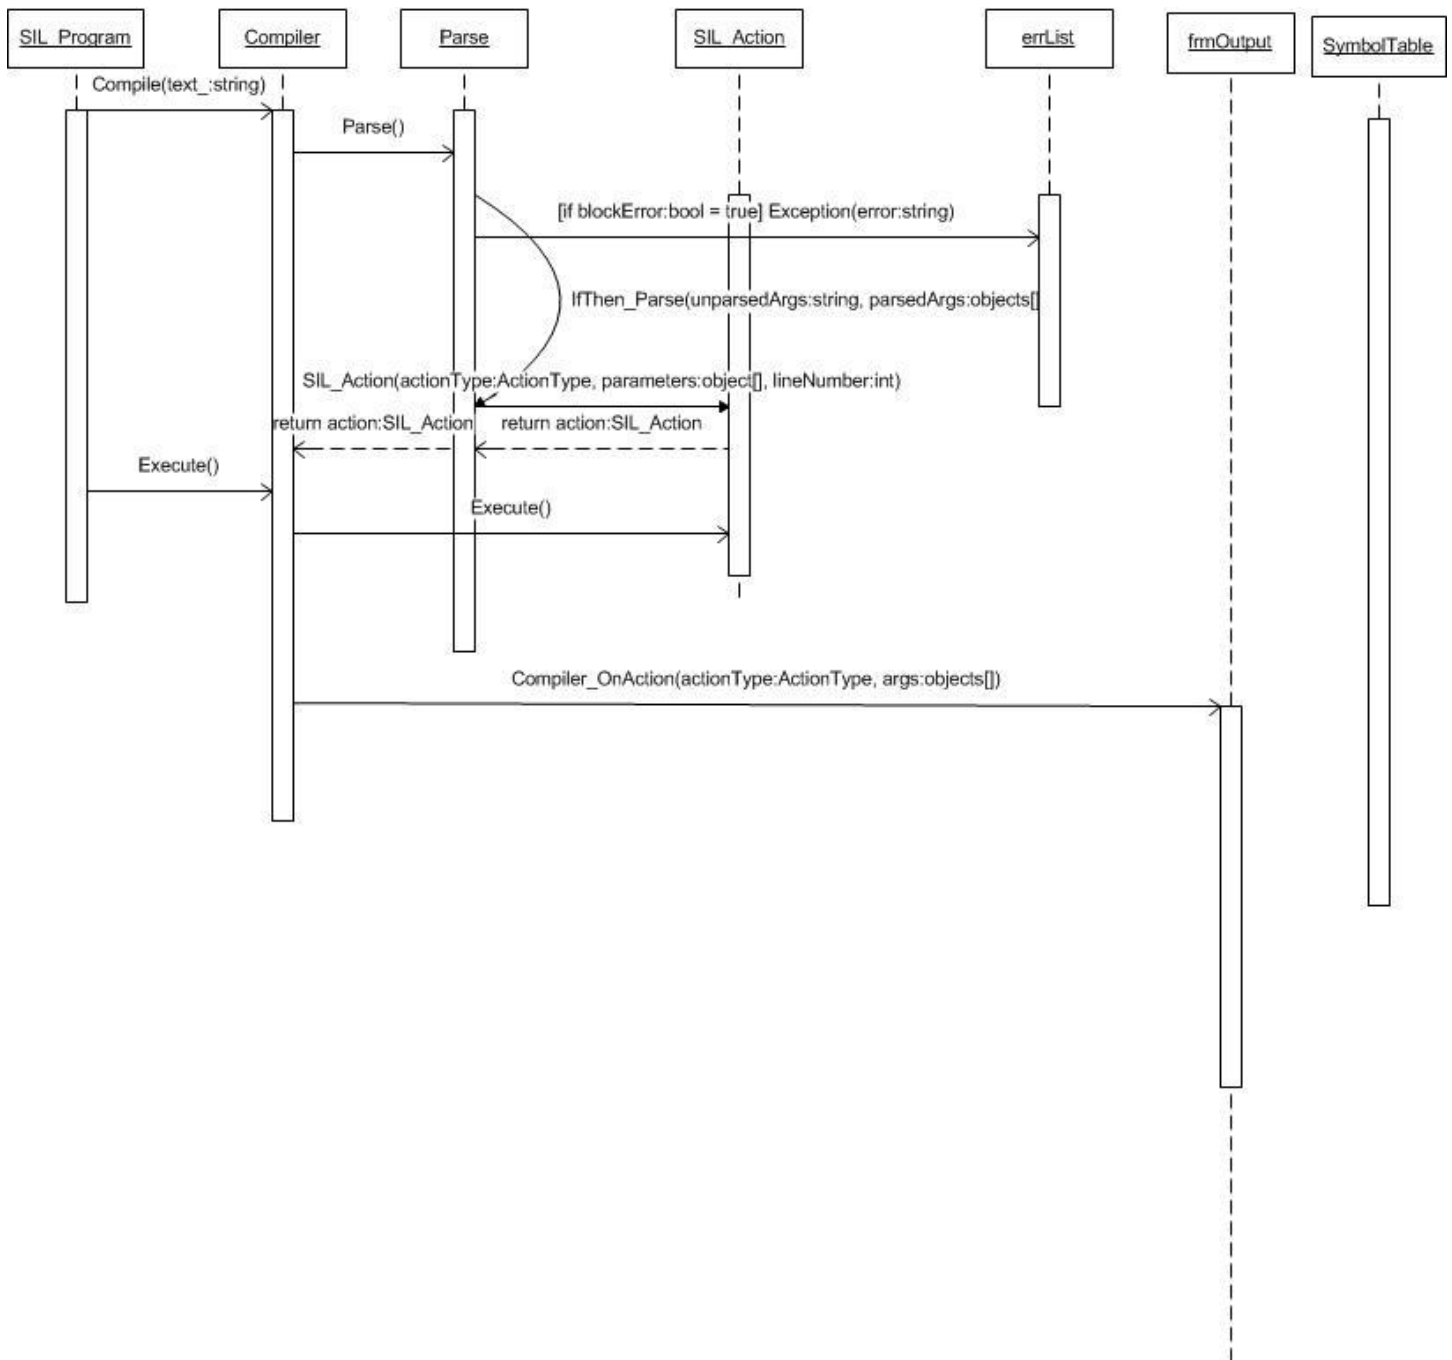 SIL_Program
Compiler
Parse
SIL_Action
errList
frmOutput
SymbolTable
Compile(text_:string)
Parse()
[if blockError:bool = true] Exception(error:string)
IfThen_Parse(unparsedArgs:string, parsedArgs:objects[]
SIL_Action(actionType:ActionType, parameters:object[], lineNumber:int)
return action:SIL_Action
return action:SIL_Action
Execute()
Execute()
Compiler_OnAction(actionType:ActionType, args:objects[])